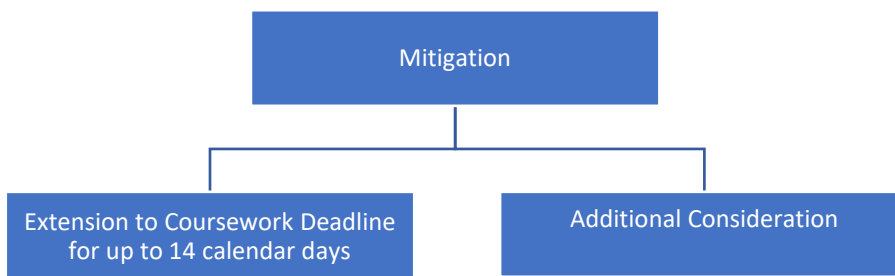 Mitigation
Extension to Coursework Deadline
for up to 14 calendar days
Additional Consideration